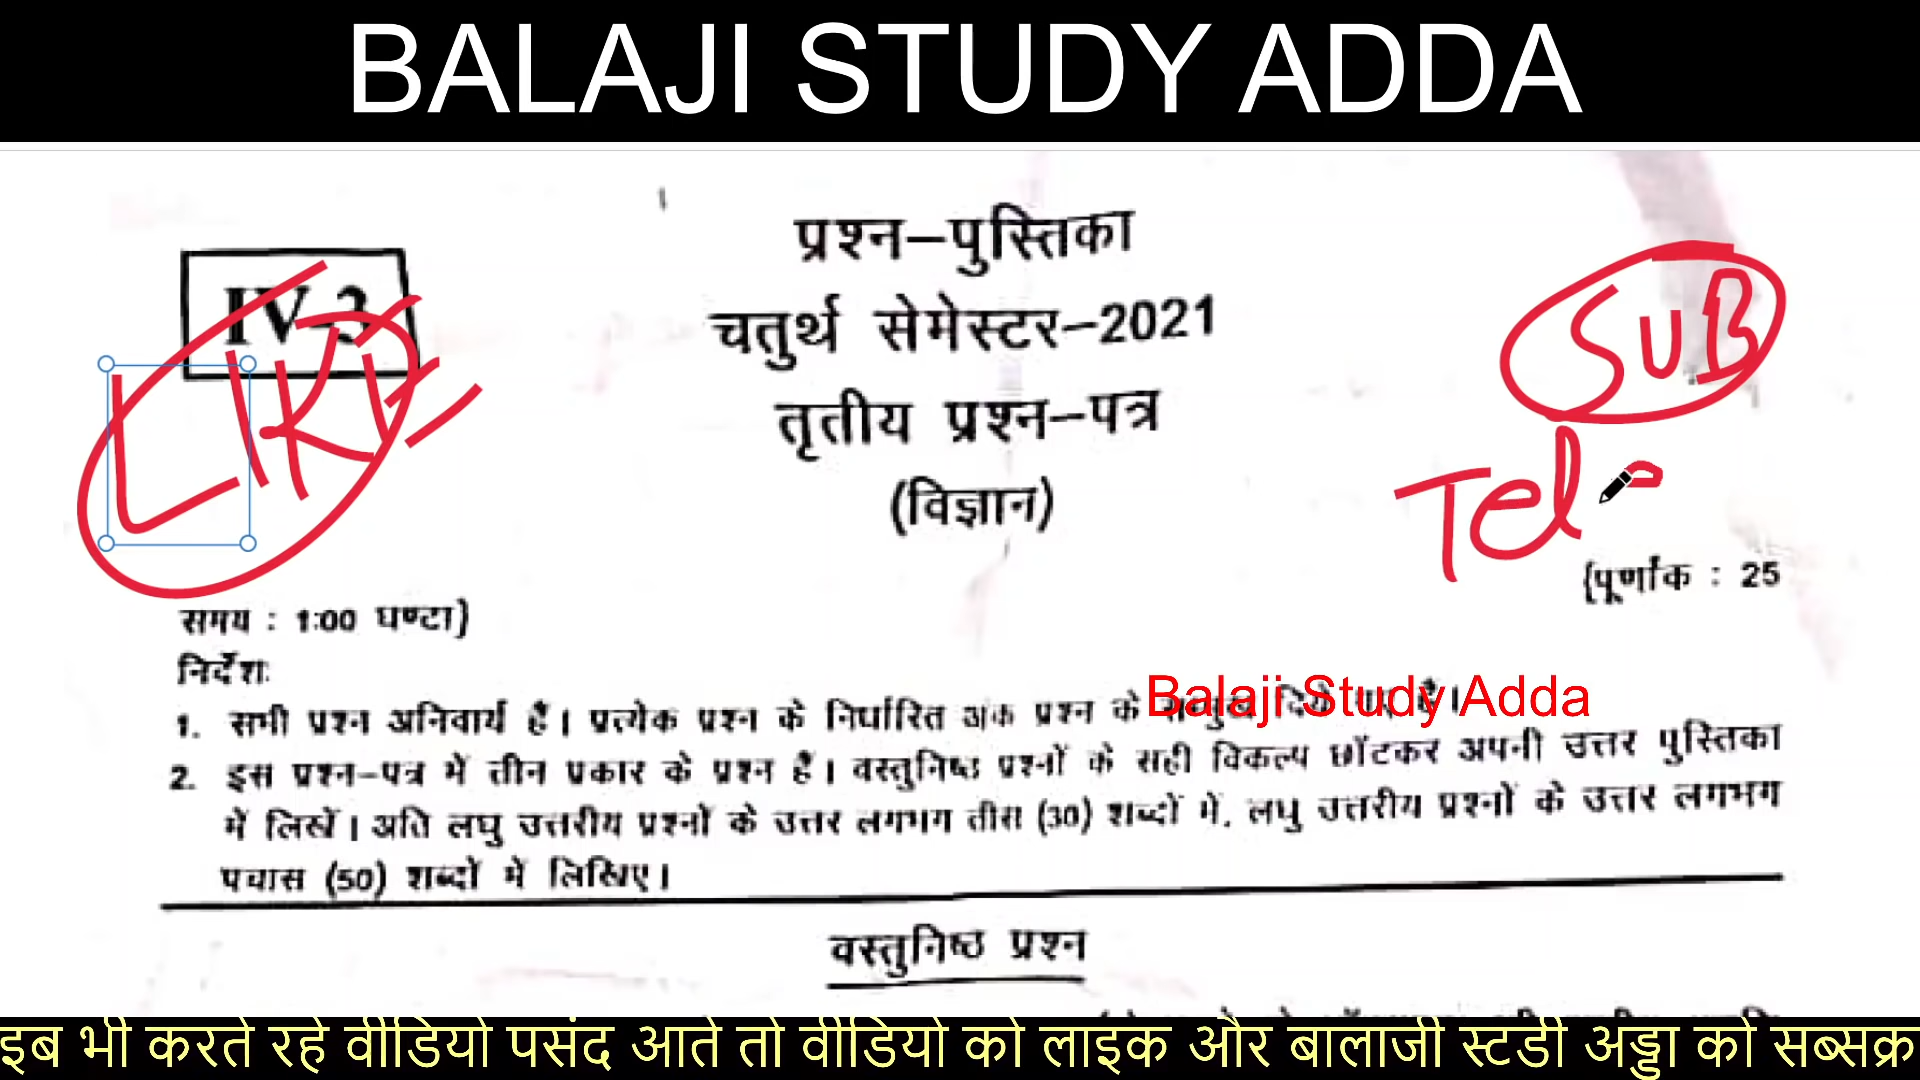 BALAJI STUDY ADDA
प्रश्न-पुस्तिका
IV-3
चतुर्थ सेमेस्टर-2021
तृतीय प्रश्न-पत्र
(विज्ञान)
LIKE
SUB
Tel
(पूर्णांक : 25
समय : 1:00 घण्टा)
निर्देशः
Balaji Study Adda
1. सभी प्रश्न अनिवार्य हैं। प्रत्येक प्रश्न के निर्धारित अंक प्रश्न के सम्मुख दिये गए हैं।
2. इस प्रश्न-पत्र में तीन प्रकार के प्रश्न हैं। वस्तुनिष्ठ प्रश्नों के सही विकल्प छाँटकर अपनी उत्तर पुस्तिका
में लिखें। अति लघु उत्तरीय प्रश्नों के उत्तर लगभग तीस (30) शब्दों में, लघु उत्तरीय प्रश्नों के उत्तर लगभग
पचास (50) शब्दों में लिखिए।
वस्तुनिष्ठ प्रश्न
इब भी करते रहे वीडियो पसंद आते तो वीडियो को लाइक और बालाजी स्टडी अड्डा को सब्सक्र